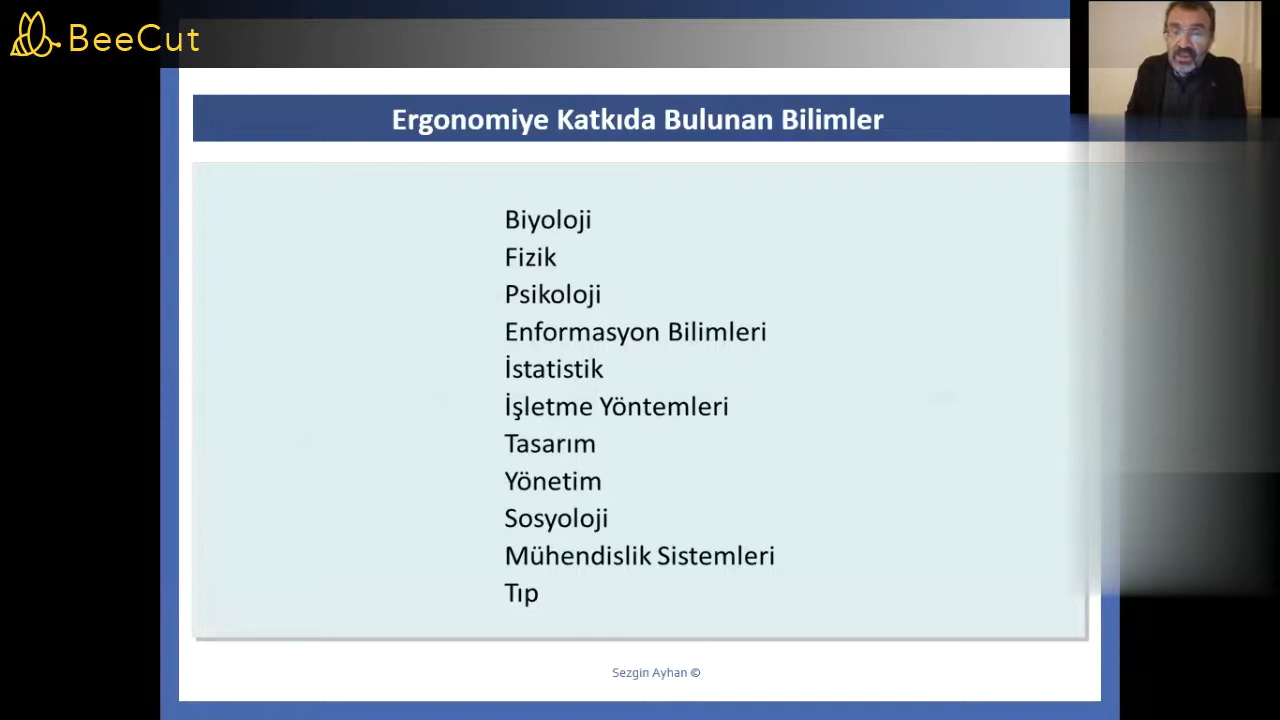 BeeCut
Ergonomiye Katkıda Bulunan Bilimler
Biyoloji
Fizik
Psikoloji
Enformasyon Bilimleri
İstatistik
İşletme Yöntemleri
Tasarım
Yönetim
Sosyoloji
Mühendislik Sistemleri
Tıp
Sezgin Ayhan ©